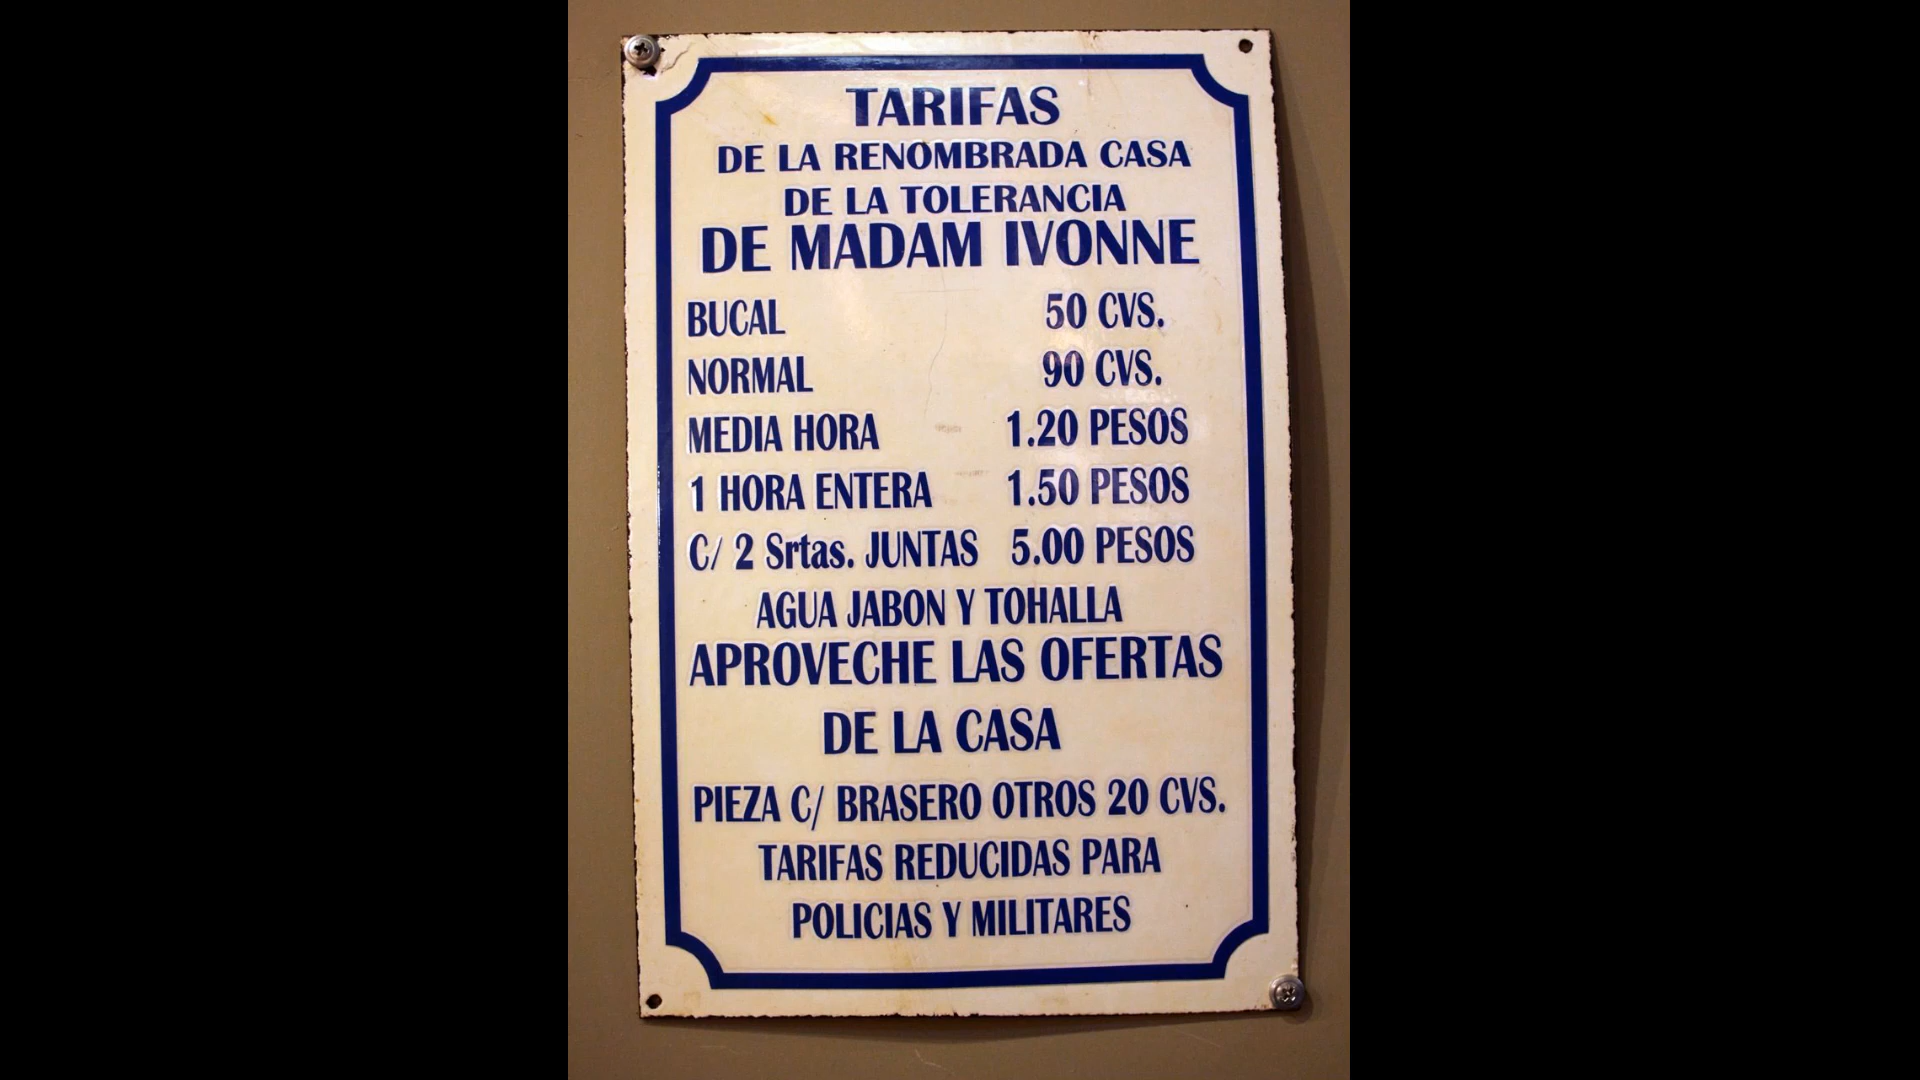 TARIFAS
DE LA RENOMBRADA CASA
DE LA TOLERANCIA
DE MADAM IVONNE
BUCAL 50 CVS.
NORMAL 90 CVS.
MEDIA HORA 1.20 PESOS
1 HORA ENTERA 1.50 PESOS
C/ 2 Srtas. JUNTAS 5.00 PESOS
AGUA JABON Y TOHALLA
APROVECHE LAS OFERTAS
DE LA CASA
PIEZA C/ BRASERO OTROS 20 CVS.
TARIFAS REDUCIDAS PARA
POLICIAS Y MILITARES